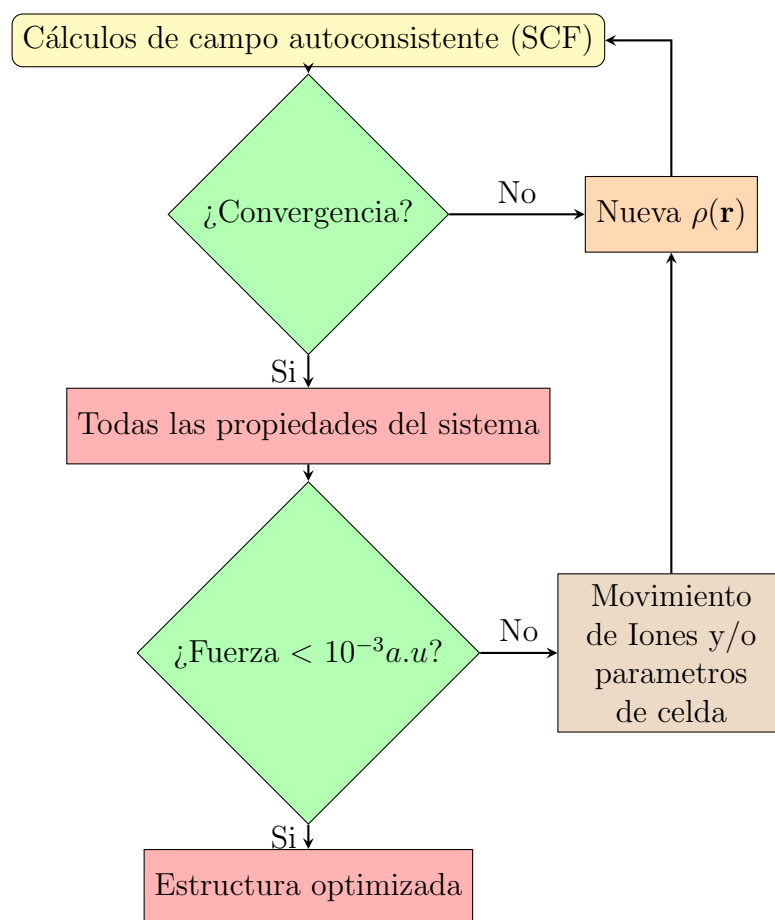 Cálculos de campo autoconsistente (SCF)
¿Convergencia?
No
Nueva ρ(r)
Si
Todas las propiedades del sistema
¿Fuerza < 10⁻³a.u?
No
Movimiento
de Iones y/o
parametros
de celda
Si
Estructura optimizada